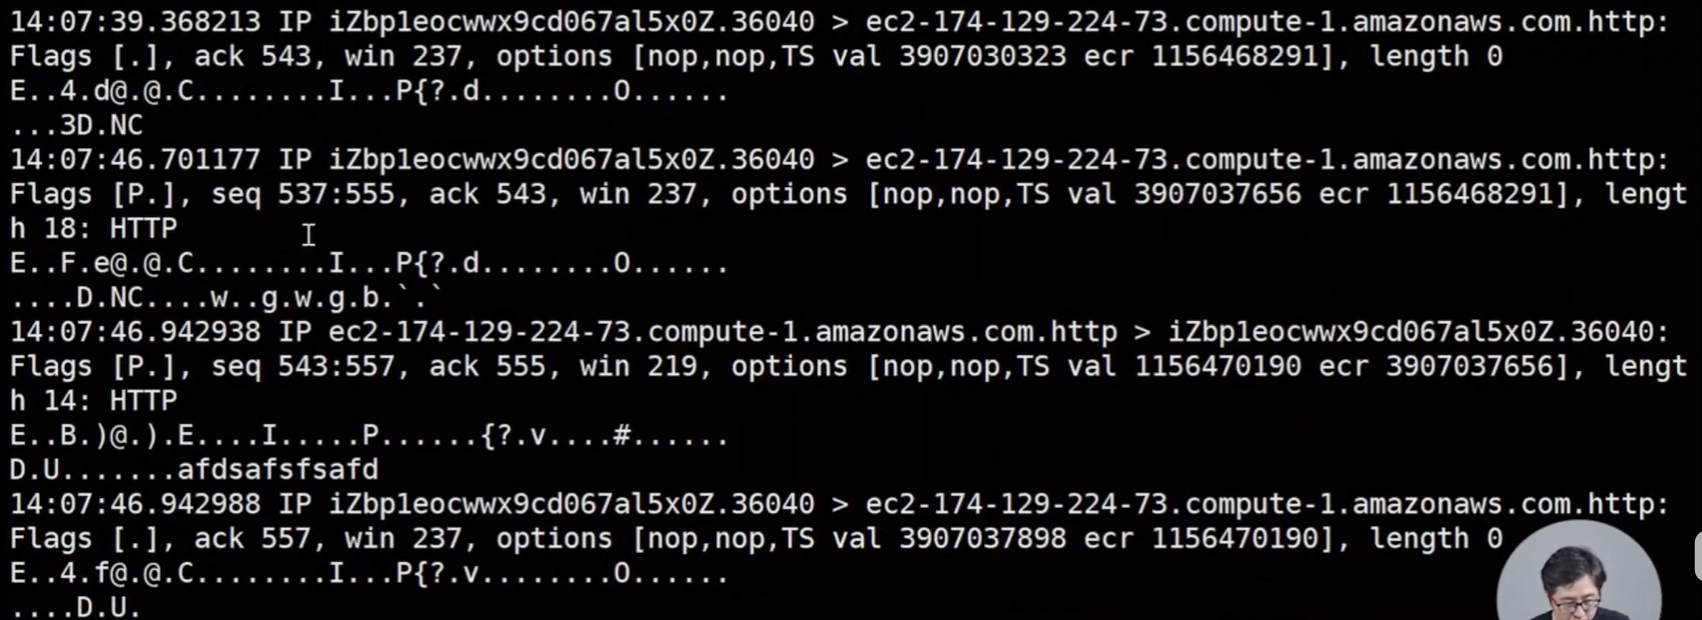 14:07:39.368213 IP iZbp1eocwwx9cd067al5x0Z.36040 > ec2-174-129-224-73.compute-1.amazonaws.com.http:
Flags [.], ack 543, win 237, options [nop,nop,TS val 3907030323 ecr 1156468291], length 0
E..4.d@.@.C........I...P{?.d........O......
...3D.NC
14:07:46.701177 IP iZbp1eocwwx9cd067al5x0Z.36040 > ec2-174-129-224-73.compute-1.amazonaws.com.http:
Flags [P.], seq 537:555, ack 543, win 237, options [nop,nop,TS val 3907037656 ecr 1156468291], lengt
h 18: HTTP
E..F.e@.@.C........I...P{?.d........O......
....D.NC....w..g.w.g.b.`.`
14:07:46.942938 IP ec2-174-129-224-73.compute-1.amazonaws.com.http > iZbp1eocwwx9cd067al5x0Z.36040:
Flags [P.], seq 543:557, ack 555, win 219, options [nop,nop,TS val 1156470190 ecr 3907037656], lengt
h 14: HTTP
E..B.)@.).E....I.....P......{?.v....#......
D.U.......afdsafsfsafd
14:07:46.942988 IP iZbp1eocwwx9cd067al5x0Z.36040 > ec2-174-129-224-73.compute-1.amazonaws.com.http:
Flags [.], ack 557, win 237, options [nop,nop,TS val 3907037898 ecr 1156470190], length 0
E..4.f@.@.C........I...P{?.v........O......
....D.U.